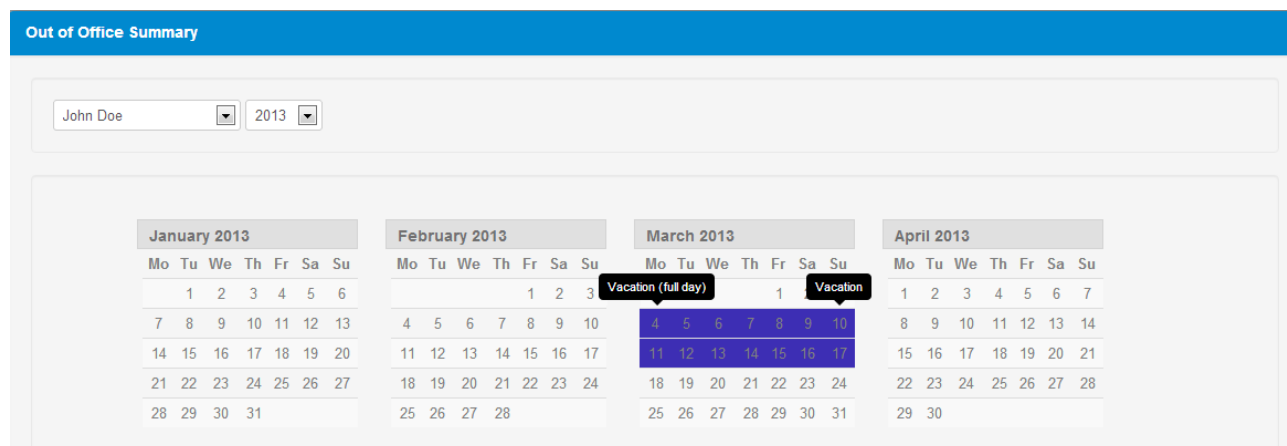 Out of Office Summary
John Doe 2013
January 2013 February 2013 March 2013 April 2013
Mo Tu We Th Fr Sa Su Mo Tu We Th Fr Sa Su Mo Tu We Th Fr Sa Su Mo Tu We Th Fr Sa Su
Vacation (full day) Vacation
1 2 3 4 5 6 1 2 3 1 2 1 2 3 4 5 6 7
7 8 9 10 11 12 13 4 5 6 7 8 9 10 4 5 6 7 8 9 10 8 9 10 11 12 13 14
14 15 16 17 18 19 20 11 12 13 14 15 16 17 11 12 13 14 15 16 17 15 16 17 18 19 20 21
21 22 23 24 25 26 27 18 19 20 21 22 23 24 18 19 20 21 22 23 24 22 23 24 25 26 27 28
28 29 30 31 25 26 27 28 25 26 27 28 29 30 31 29 30